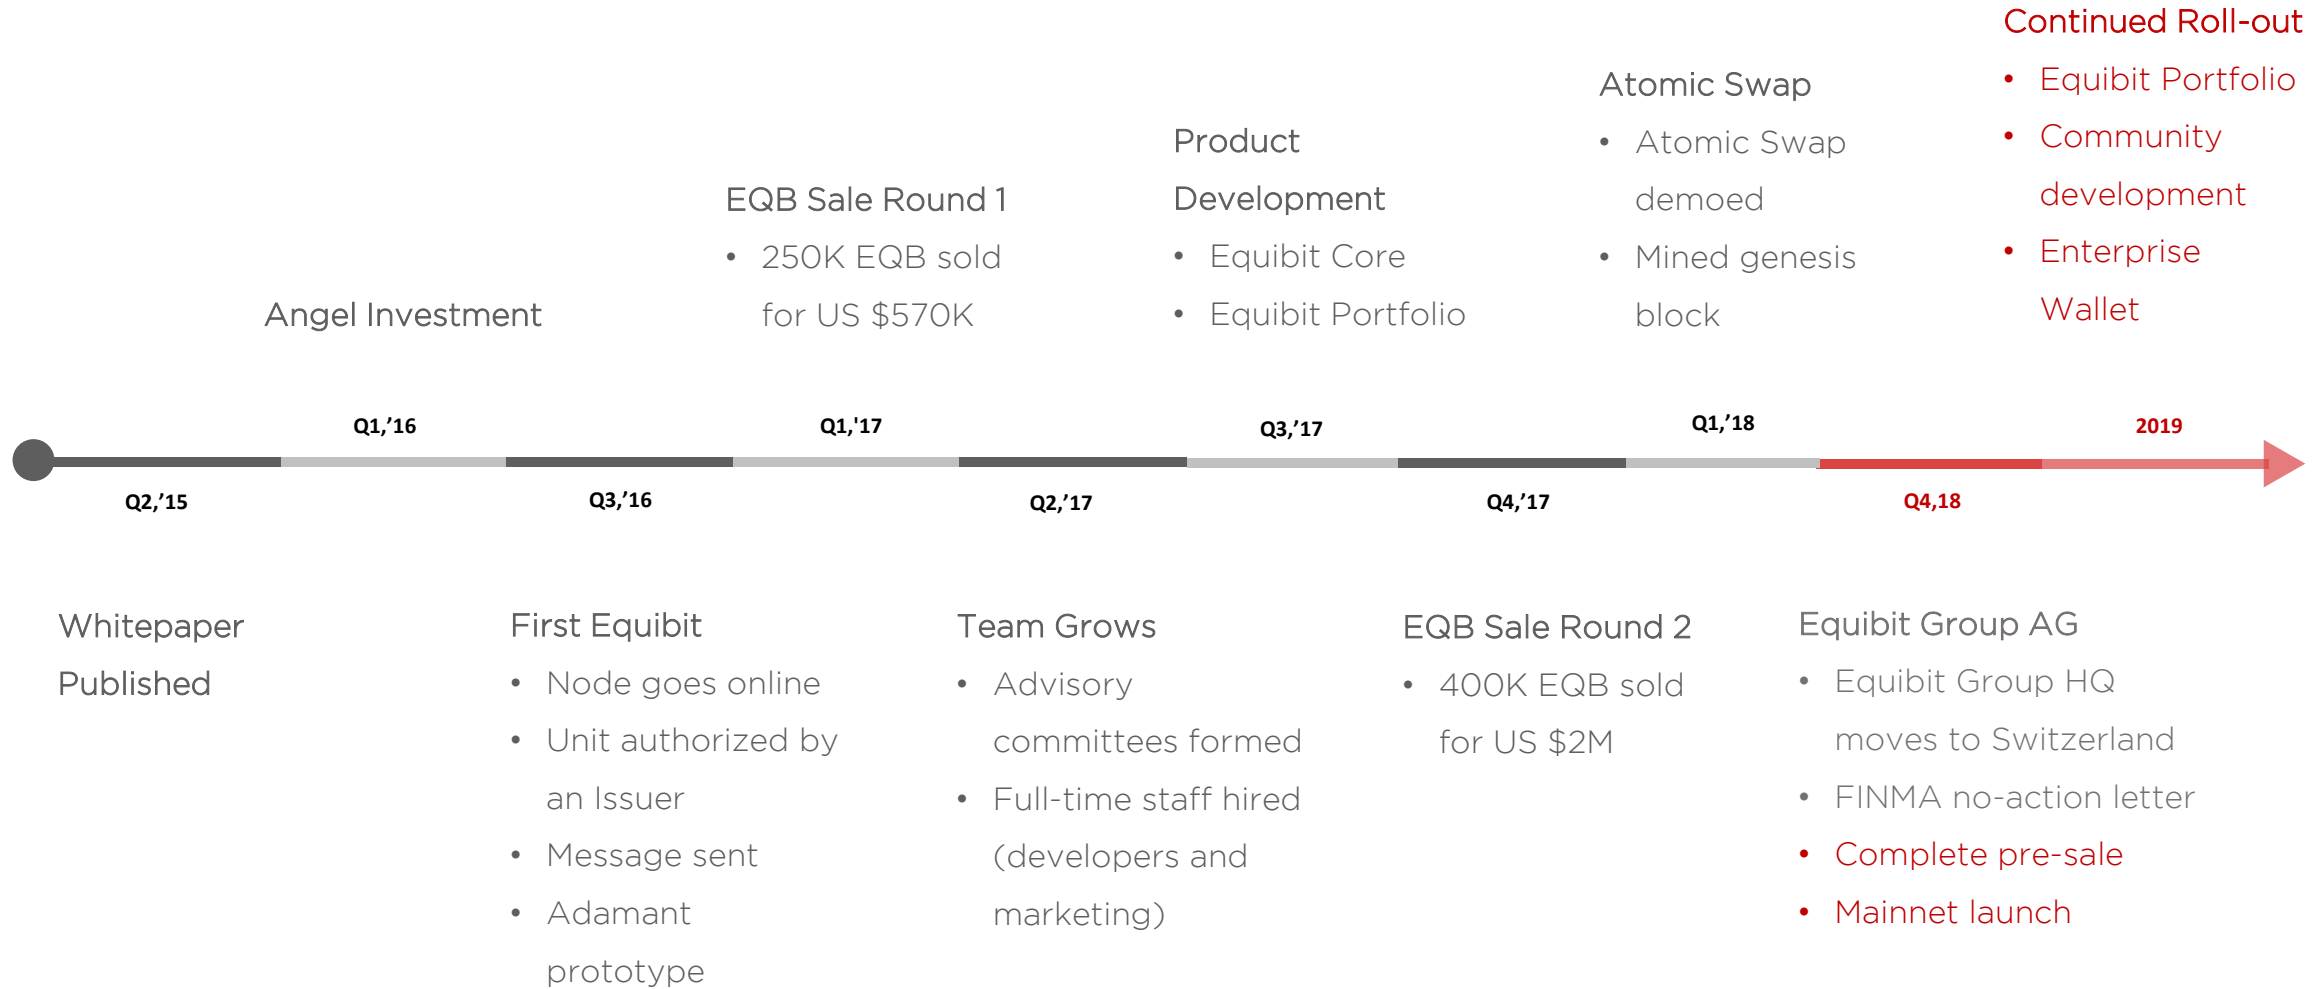 Continued Roll-out
• Equibit Portfolio
• Community
development
• Enterprise
Wallet
Atomic Swap
• Atomic Swap
demoed
• Mined genesis
block
Product
Development
• Equibit Core
• Equibit Portfolio
EQB Sale Round 1
• 250K EQB sold
for US $570K
Angel Investment
Q1,’16
Q1,'17
Q3,’17
Q1,’18
2019
Q2,’15
Q3,’16
Q2,’17
Q4,’17
Q4,18
Whitepaper
Published
First Equibit
• Node goes online
• Unit authorized by
an Issuer
• Message sent
• Adamant
prototype
Team Grows
• Advisory
committees formed
• Full-time staff hired
(developers and
marketing)
EQB Sale Round 2
• 400K EQB sold
for US $2M
Equibit Group AG
• Equibit Group HQ
moves to Switzerland
• FINMA no-action letter
• Complete pre-sale
• Mainnet launch